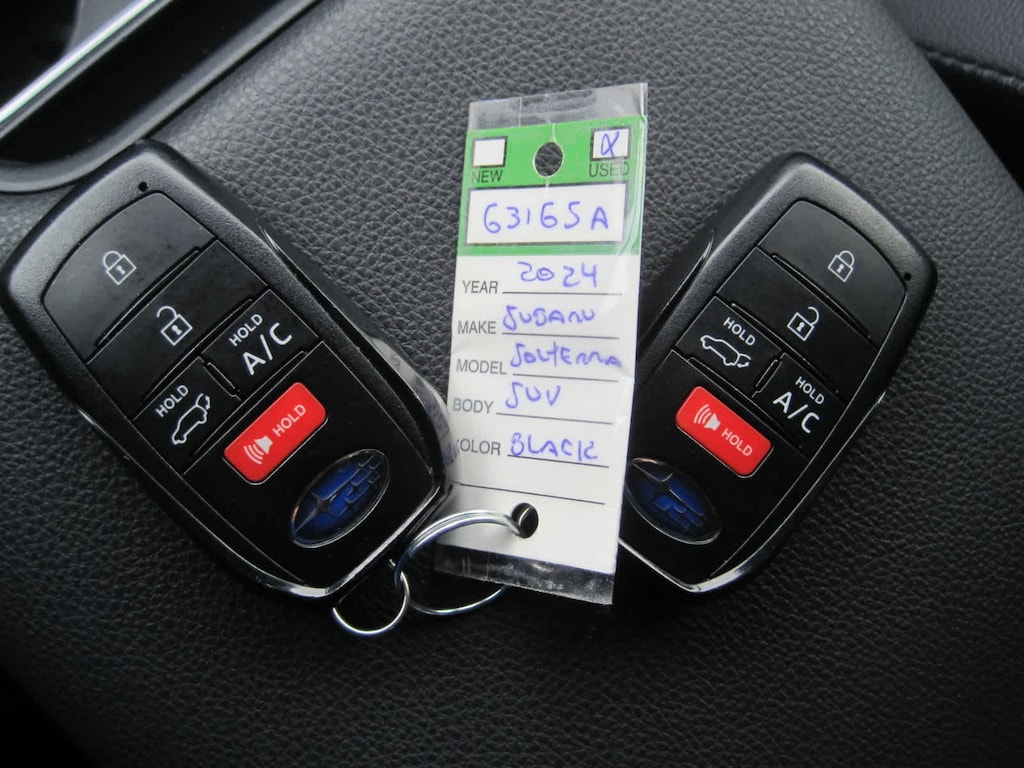 NEW USED
63165A
YEAR 2024
MAKE SUBARU
MODEL SOLTERRA
BODY SUV
COLOR BLACK
HOLD
A/C
HOLD
HOLD
HOLD
HOLD
A/C
HOLD